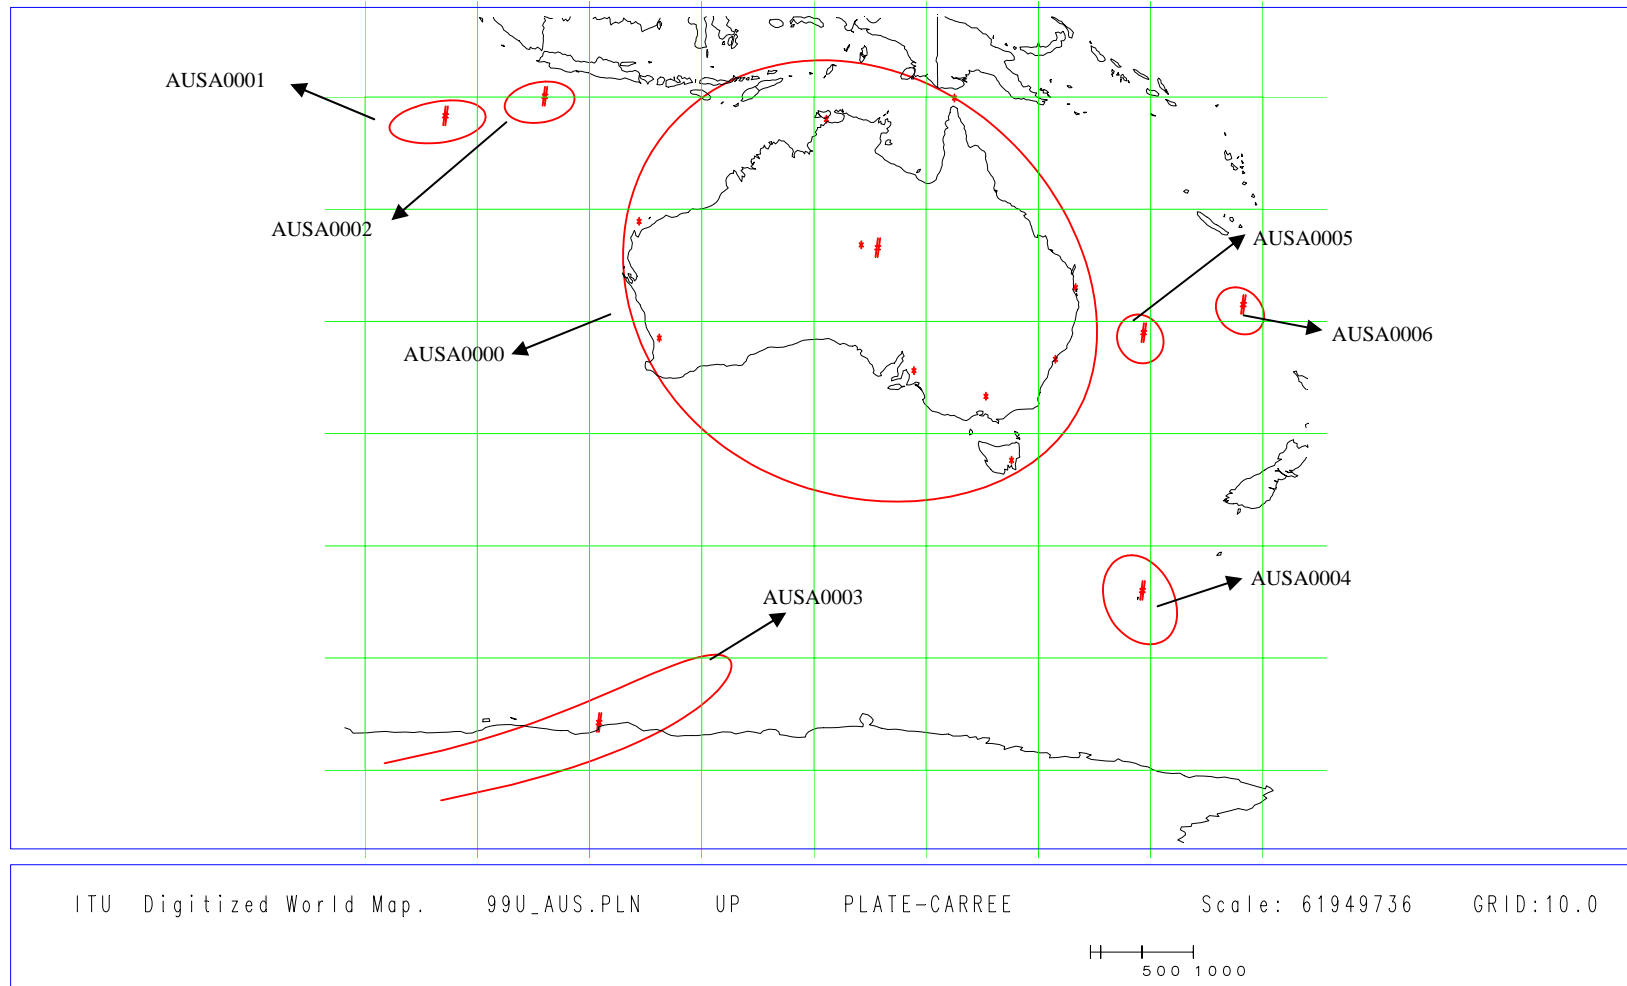 AUSA0001
AUSA0002
AUSA0005
AUSA0006
AUSA0000
AUSA0004
AUSA0003
ITU Digitized World Map. 99U_AUS.PLN UP PLATE-CARREE Scale: 61949736 GRID:10.0
500 1000